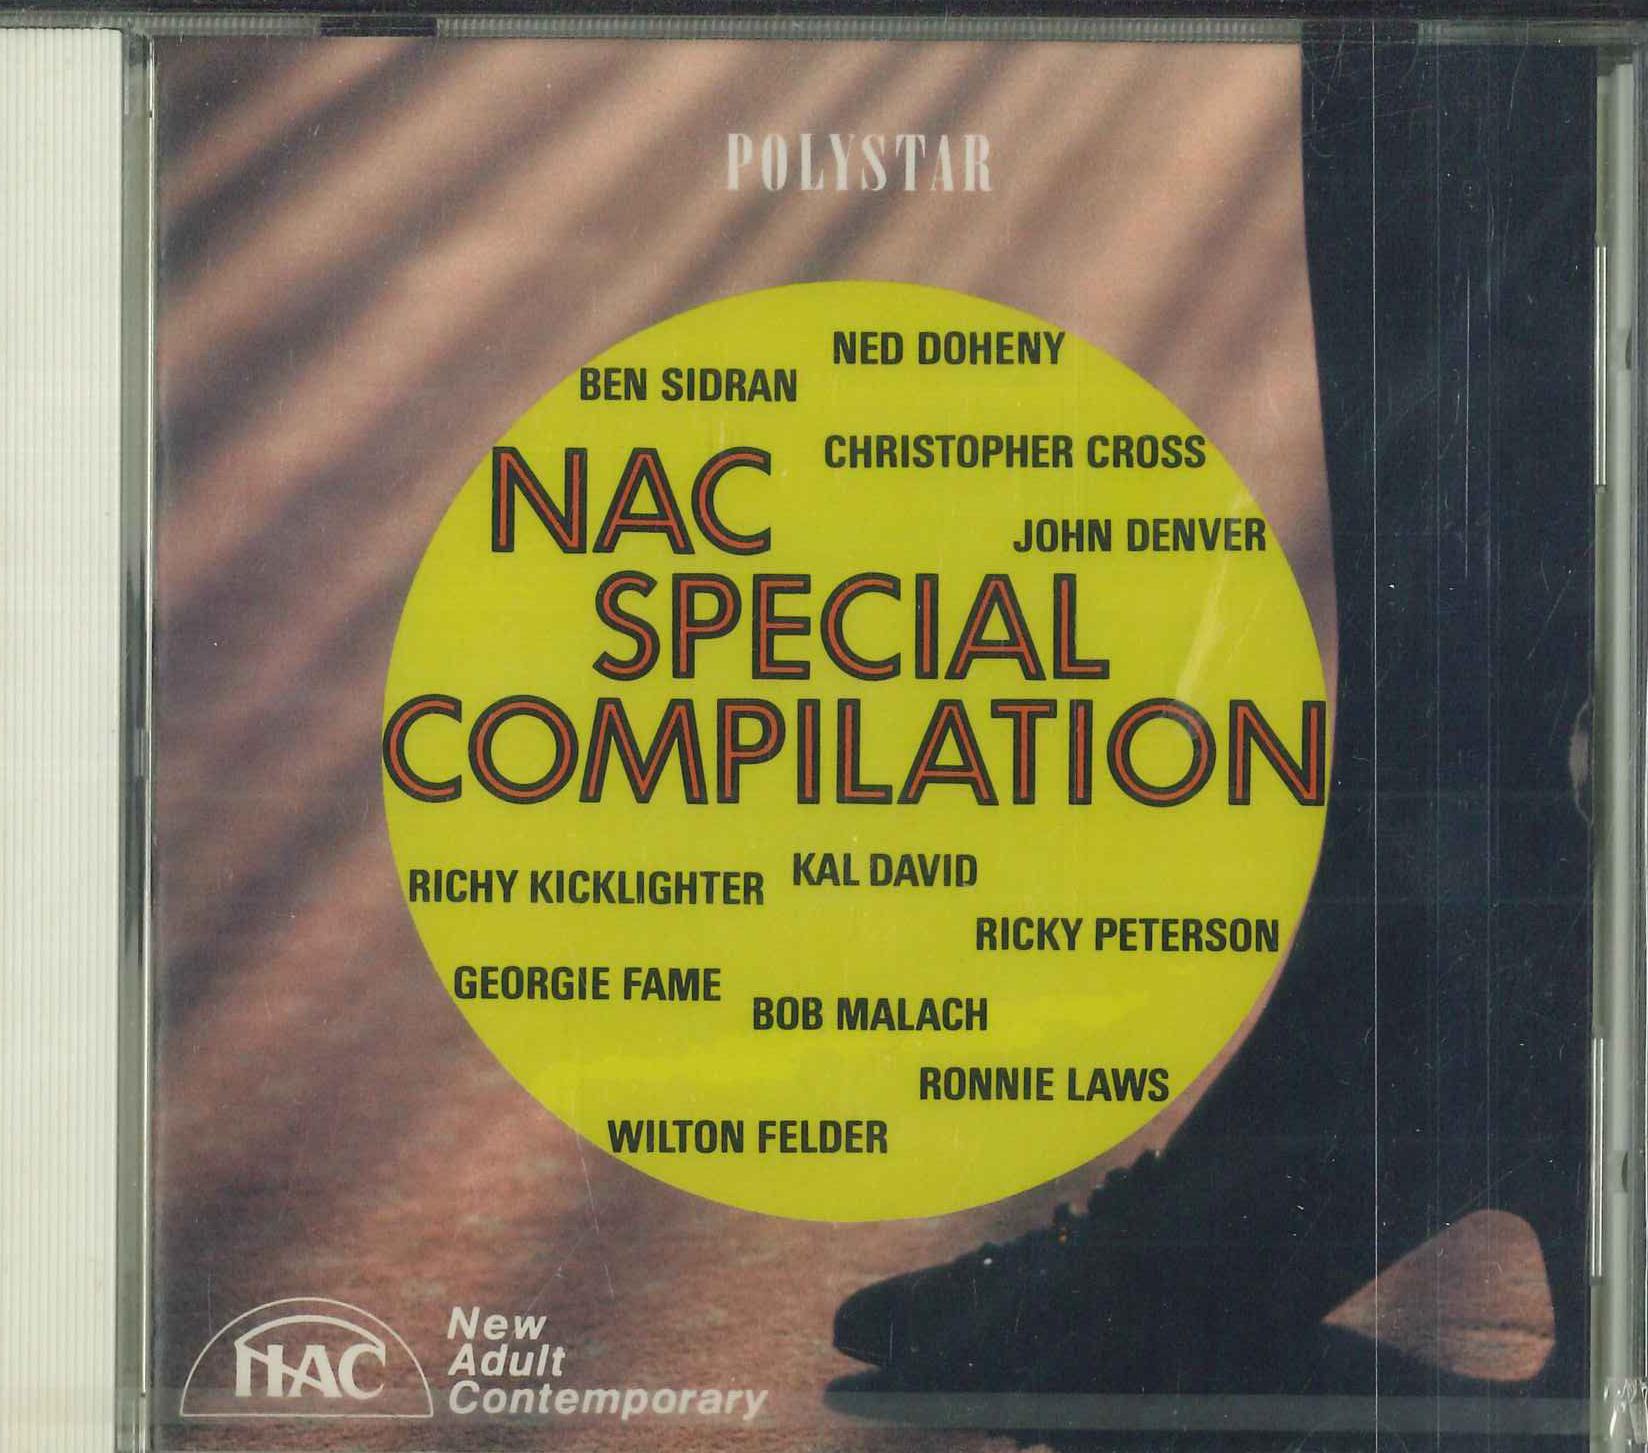 POLYSTAR
NED DOHENY
BEN SIDRAN
CHRISTOPHER CROSS
NAC
JOHN DENVER
SPECIAL
COMPILATION
KAL DAVID
RICHY KICKLIGHTER
RICKY PETERSON
GEORGIE FAME
BOB MALACH
RONNIE LAWS
WILTON FELDER
NAC
New
Adult
Contemporary